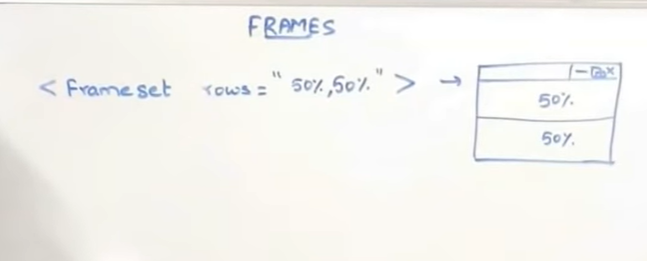 FRAMES
< Frameset rows = "50%,50%" > →
50%
50%